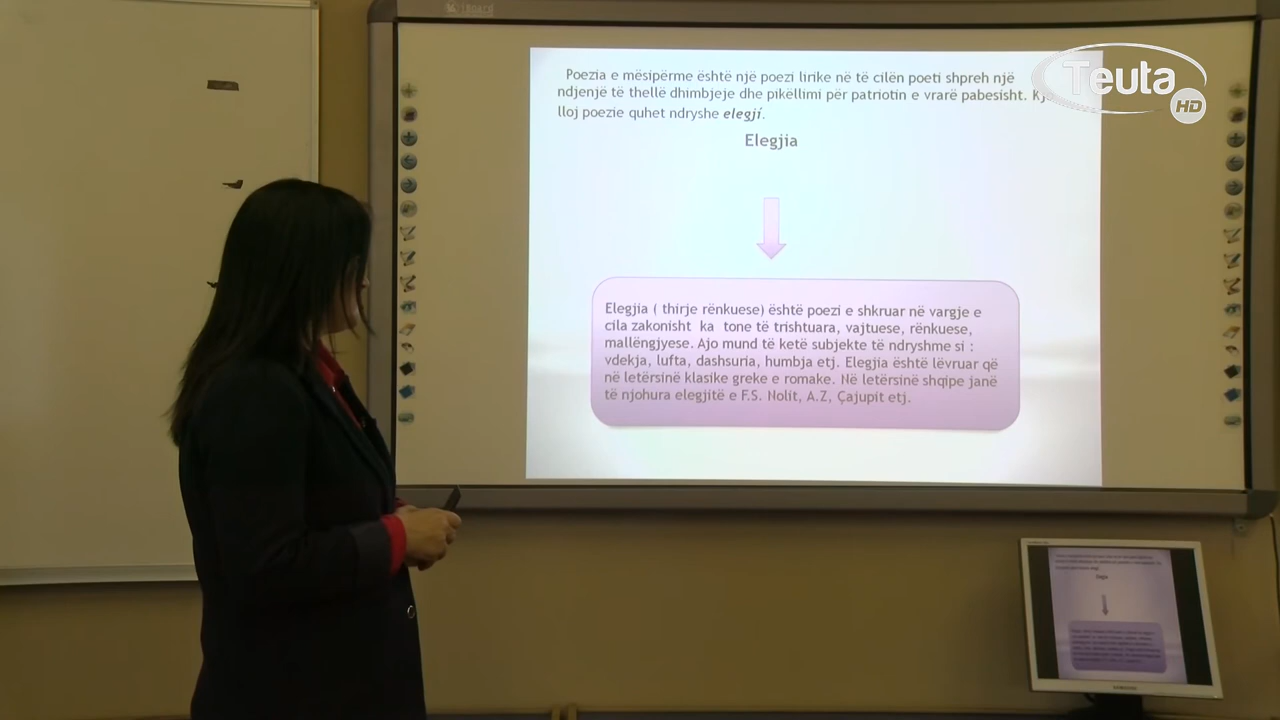 iBoard
Poezia e mësipërme është një poezi lirike në të cilën poeti shpreh një
ndjenjë të thellë dhimbjeje dhe pikëllimi për patriotin e vrarë pabesisht.
lloj poezie quhet ndryshe elegjí.
Elegjia
Elegjia ( thirje rënkuese) është poezi e shkruar në vargje e
cila zakonisht ka tone të trishtuara, vajtuese, rënkuese,
mallëngjyese. Ajo mund të ketë subjekte të ndryshme si :
vdekja, lufta, dashsuria, humbja etj. Elegjia është lëvruar që
në letërsinë klasike greke e romake. Në letërsinë shqipe janë
të njohura elegjitë e F.S. Nolit, A.Z, Çajupit etj.
Teuta
HD